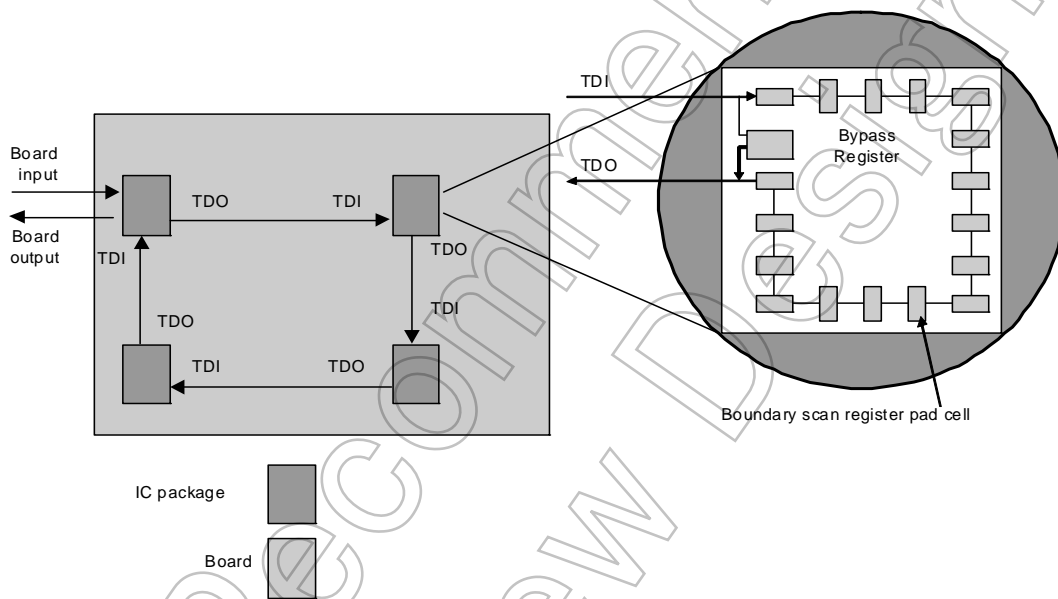 TDI
TDO
Bypass
Register
Board
input
Board
output
TDO
TDI
TDI
TDO
TDI
TDO
TDI
TDO
Boundary scan register pad cell
IC package
Board